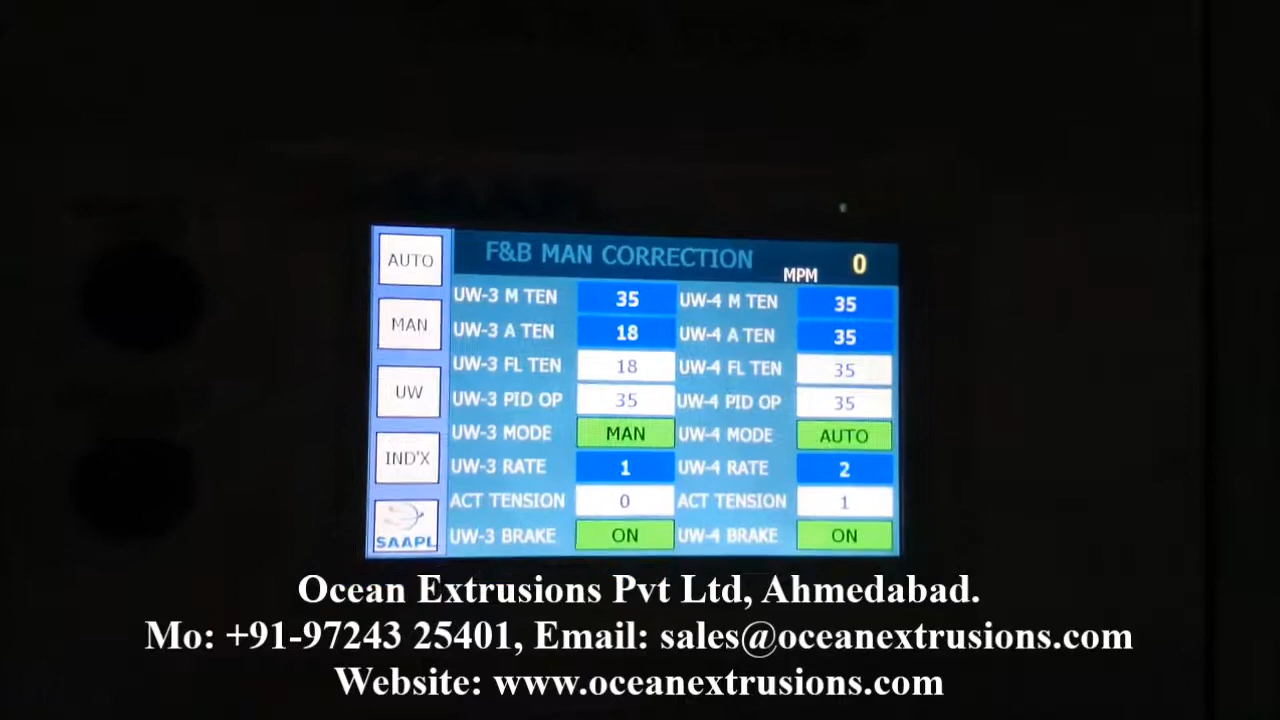 F&B MAN CORRECTION
MPM 0
AUTO
MAN
UW
IND'X
SAAPL
UW-3 M TEN 35 UW-4 M TEN 35
UW-3 A TEN 18 UW-4 A TEN 35
UW-3 FL TEN 18 UW-4 FL TEN 35
UW-3 PID OP 35 UW-4 PID OP 35
UW-3 MODE MAN UW-4 MODE AUTO
UW-3 RATE 1 UW-4 RATE 2
ACT TENSION 0 ACT TENSION 1
UW-3 BRAKE ON UW-4 BRAKE ON
Ocean Extrusions Pvt Ltd, Ahmedabad.
Mo: +91-97243 25401, Email: sales@oceanextrusions.com
Website: www.oceanextrusions.com